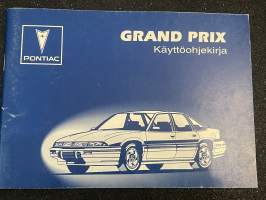 PONTIAC
GRAND PRIX
Käyttöohjekirja